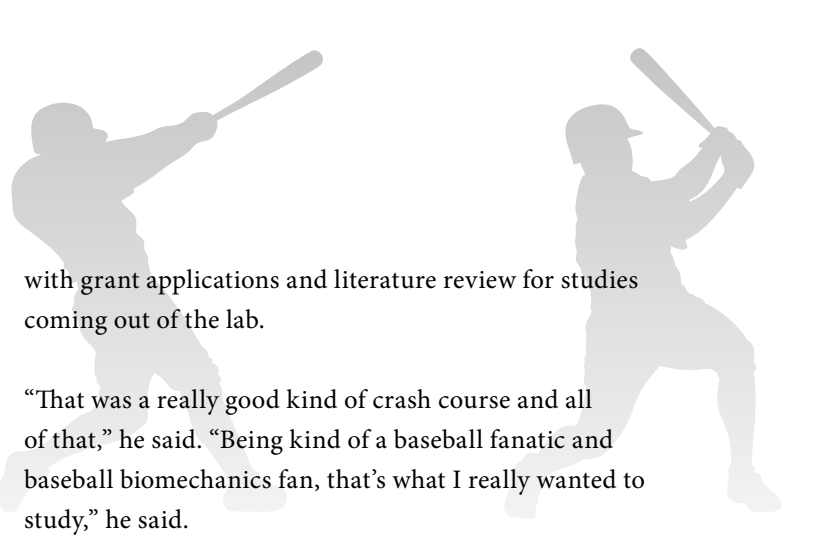 with grant applications and literature review for studies
coming out of the lab.
“That was a really good kind of crash course and all
of that,” he said. “Being kind of a baseball fanatic and
baseball biomechanics fan, that’s what I really wanted to
study,” he said.